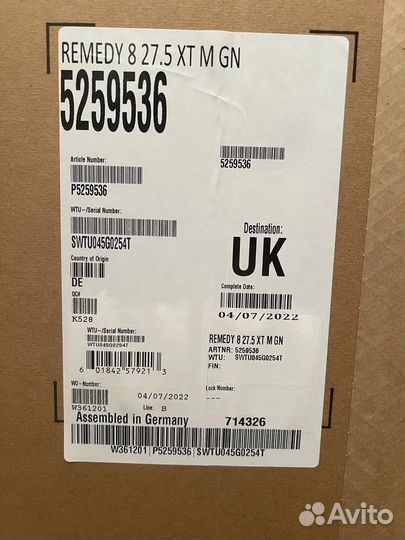 REMEDY 8 27.5 XT M GN
5259536
Article Number:
P5259536
5259536
WTU-/Serial Number:
SWTU045G0254T
Destination:
UK
Country of Origin
DE
Complete Date:
04/07/2022
QC#
K528
WTU-/Serial Number
WTU045G0254T
REMEDY 8 27.5 XT M GN
ARTNR: 5259536
WTU: SWTU045G0254T
FIN:
6 01842 57921 3
WO-Number:
W361201
04/07/2022
Line: B
Lock Number:
---
Assembled in Germany
714326
W361201 | P5259536 | SWTU045G0254T
Avito